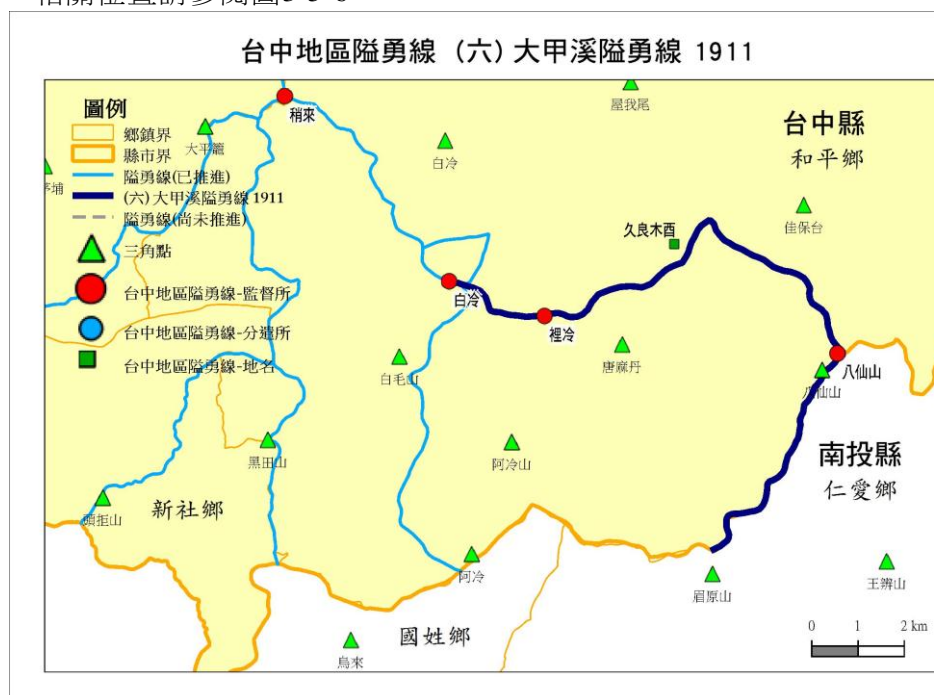 台中地區隘勇線 (六) 大甲溪隘勇線 1911
圖例
鄉鎮界
縣市界
隘勇線(已推進)
(六) 大甲溪隘勇線 1911
隘勇線(尚未推進)
三角點
台中地區隘勇線-監督所
台中地區隘勇線-分遣所
台中地區隘勇線-地名
稍來
大平龍
屋我尾
白冷
台中縣
和平鄉
佳保台
久良木酉
白冷
裡冷
唐麻丹
八仙山
八仙山
白毛山
黑田山
阿冷山
南投縣
仁愛鄉
新社鄉
頭拒山
阿冷
眉原山
王辨山
國姓鄉
烏來
0 1 2 km